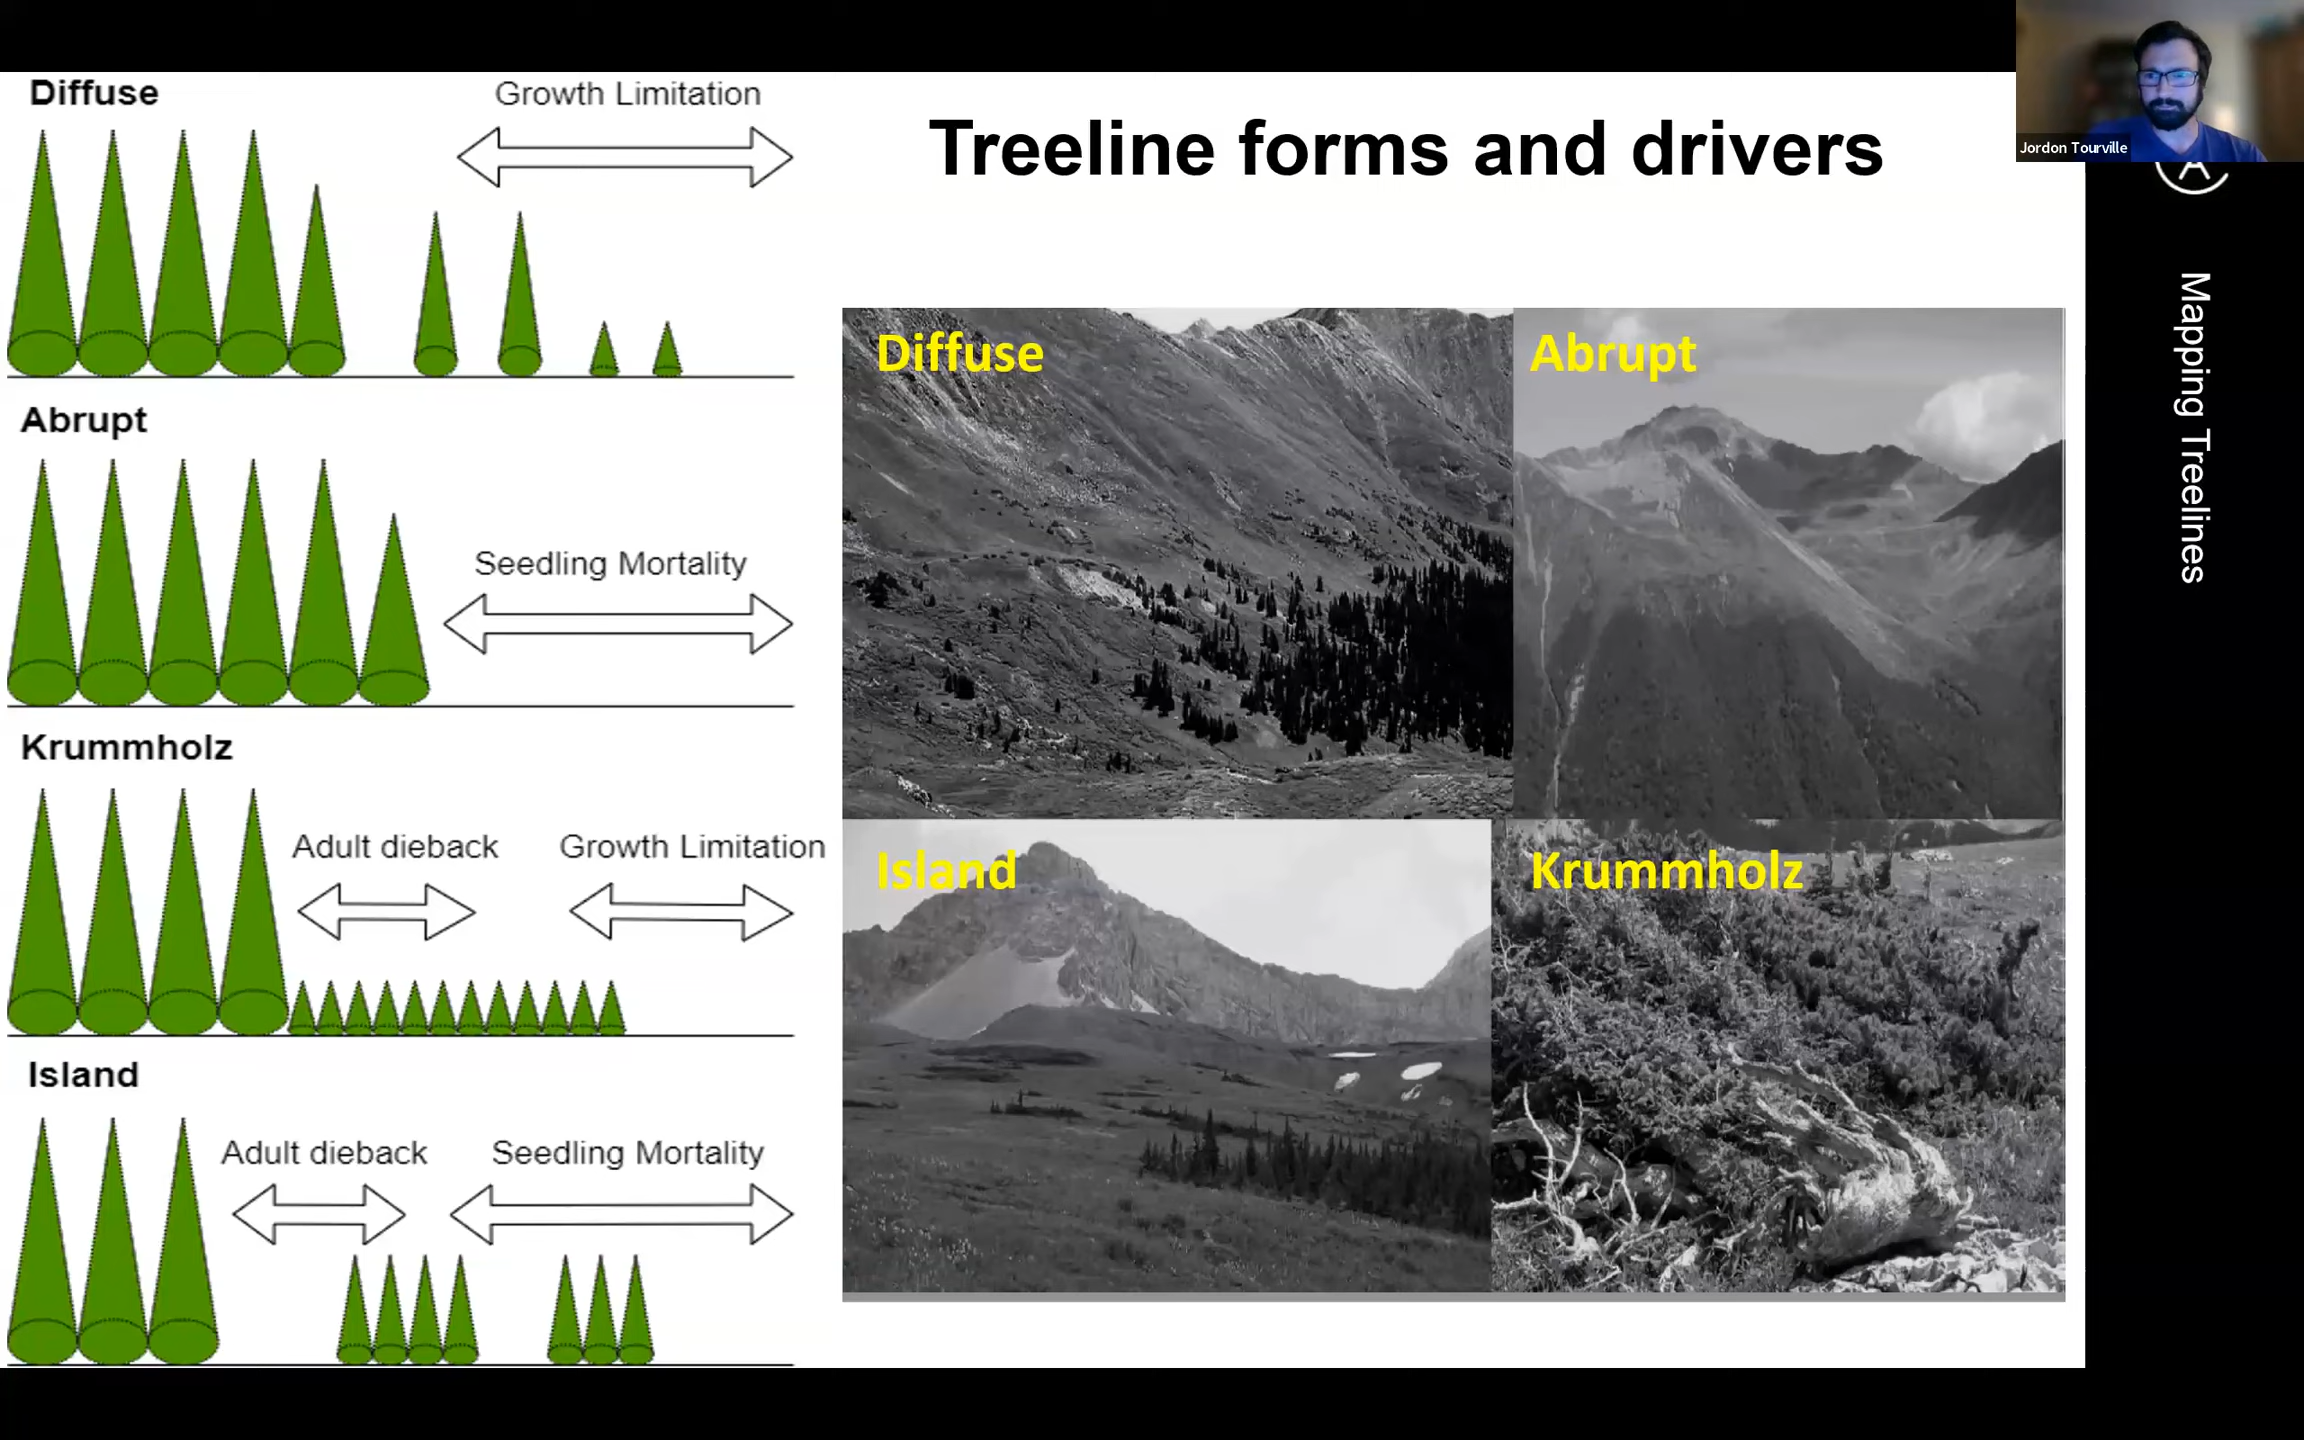 Treeline forms and drivers
Diffuse
Growth Limitation
Abrupt
Seedling Mortality
Krummholz
Adult dieback
Growth Limitation
Island
Adult dieback
Seedling Mortality
Diffuse
Abrupt
Island
Krummholz
Jordon Tourville
Mapping Treelines